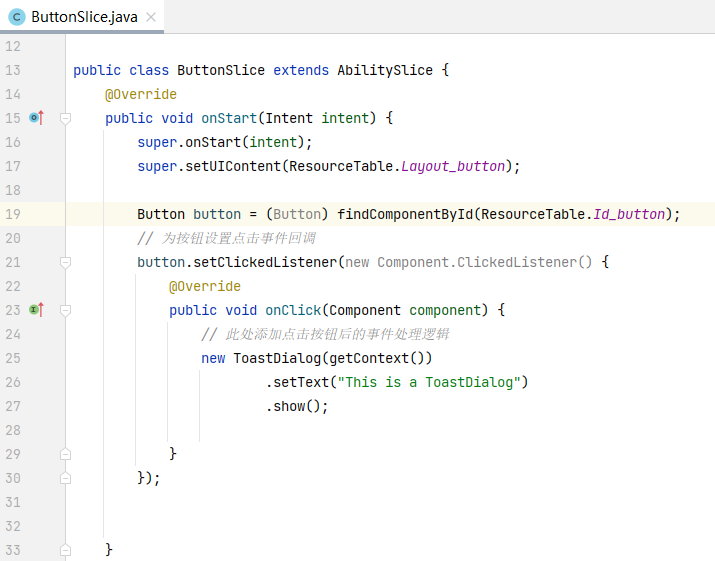 ButtonSlice.java
12
13 public class ButtonSlice extends AbilitySlice {
14 @Override
15 public void onStart(Intent intent) {
16 super.onStart(intent);
17 super.setUIContent(ResourceTable.Layout_button);
18
19 Button button = (Button) findComponentById(ResourceTable.Id_button);
20 // 为按钮设置点击事件回调
21 button.setClickedListener(new Component.ClickedListener() {
22 @Override
23 public void onClick(Component component) {
24 // 此处添加点击按钮后的事件处理逻辑
25 new ToastDialog(getContext())
26 .setText("This is a ToastDialog")
27 .show();
28
29 }
30 });
31
32
33 }